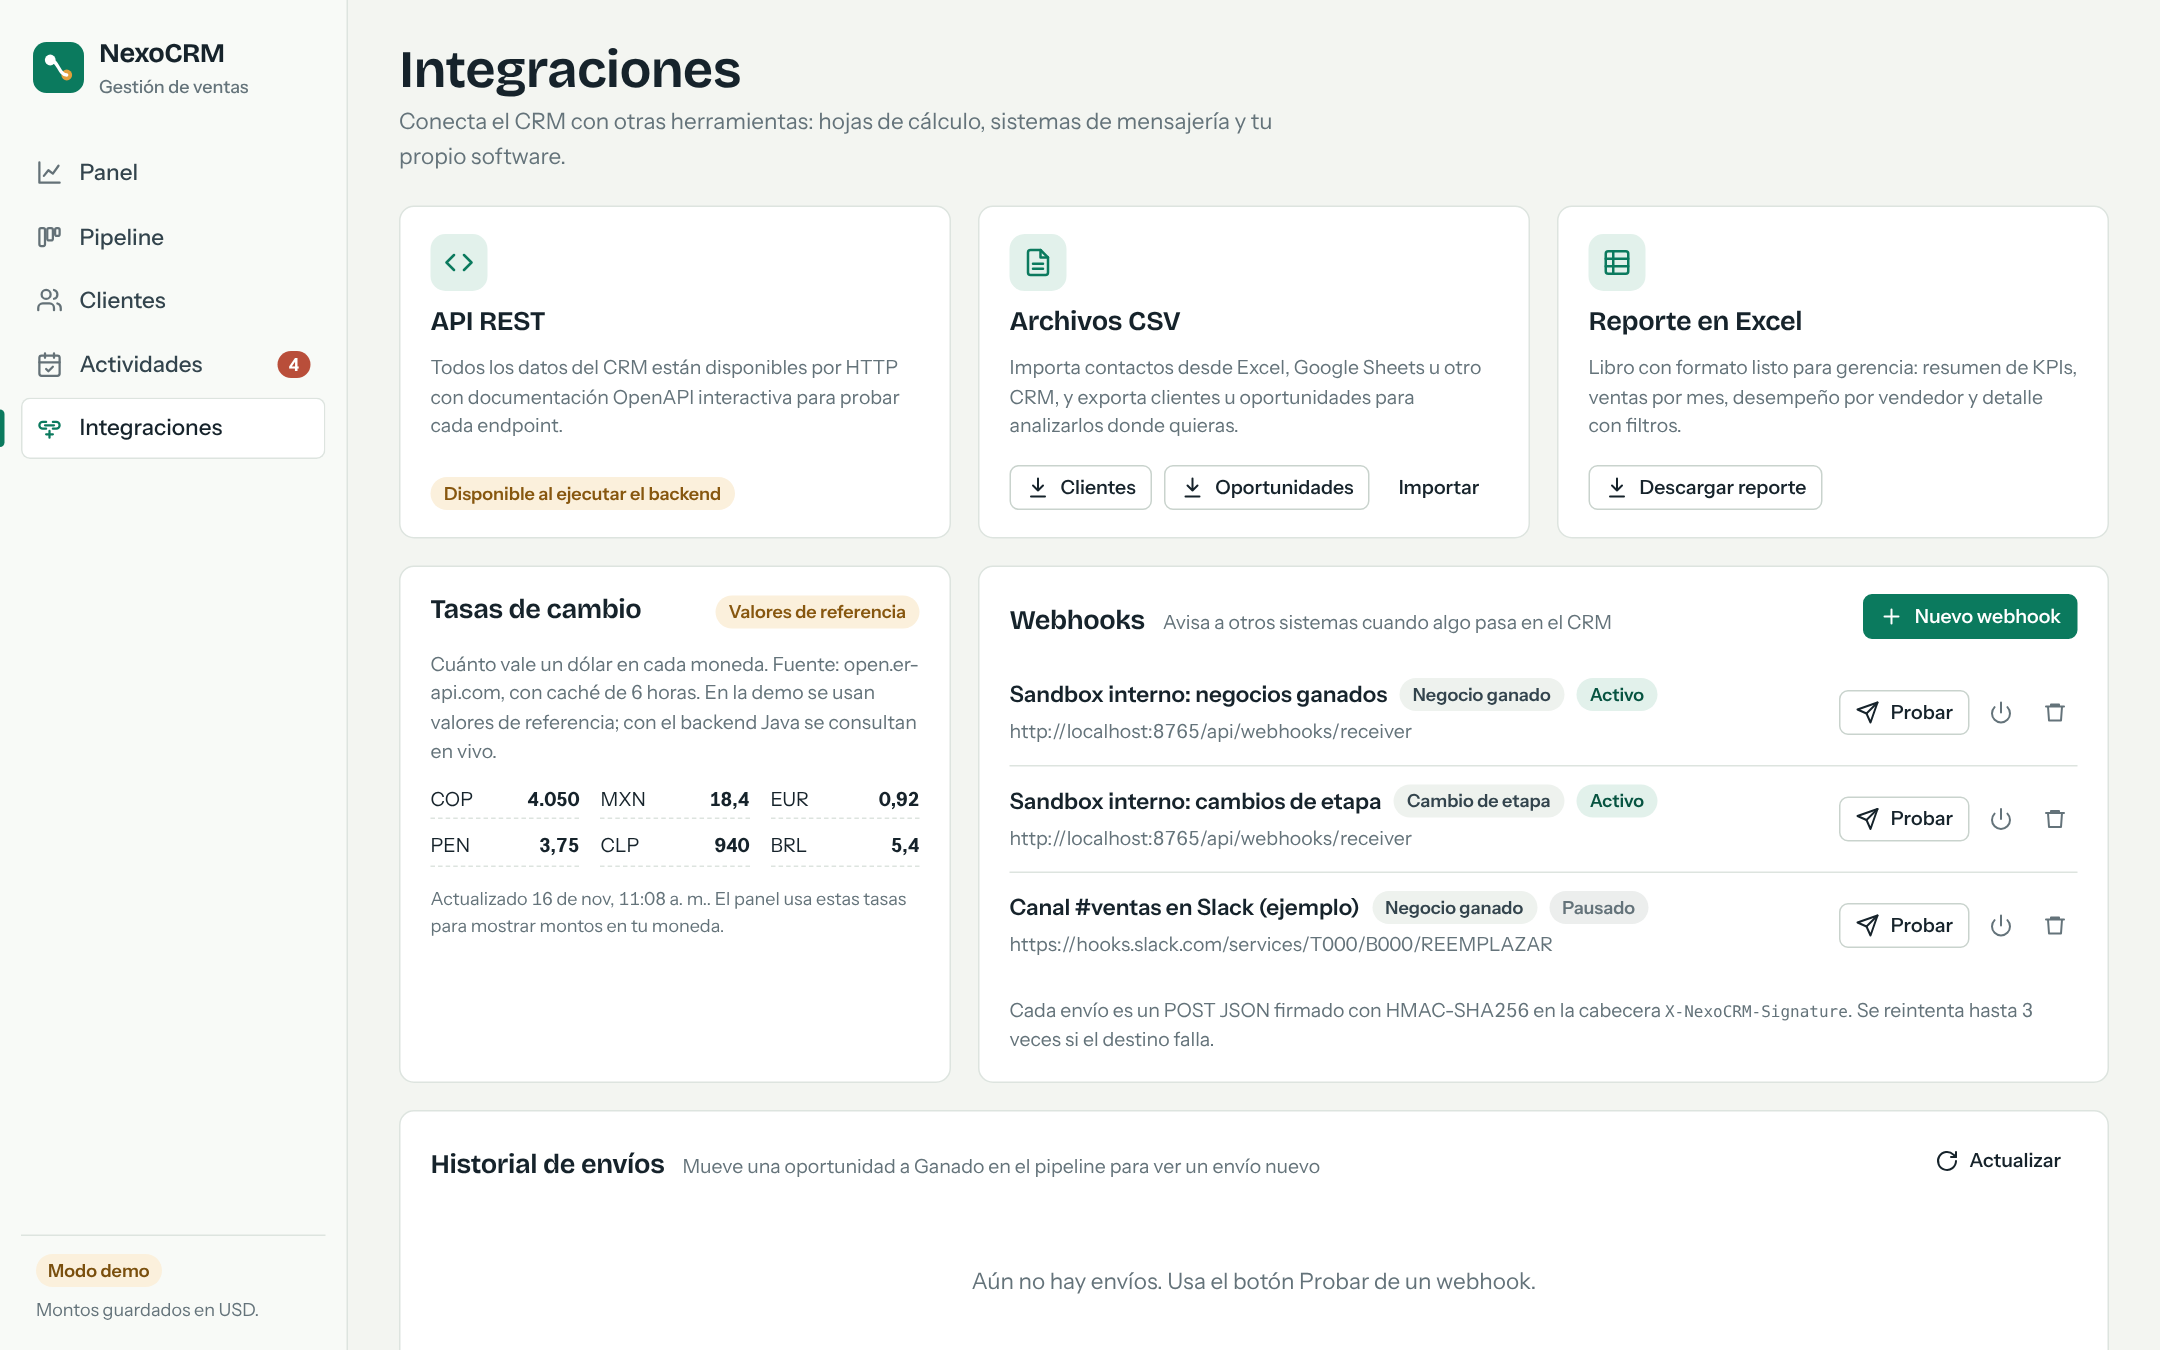 NexoCRM
Gestión de ventas
Panel
Pipeline
Clientes
Actividades 4
Integraciones
Modo demo
Montos guardados en USD.
Integraciones
Conecta el CRM con otras herramientas: hojas de cálculo, sistemas de mensajería y tu
propio software.
API REST
Todos los datos del CRM están disponibles por HTTP
con documentación OpenAPI interactiva para probar
cada endpoint.
Disponible al ejecutar el backend
Archivos CSV
Importa contactos desde Excel, Google Sheets u otro
CRM, y exporta clientes u oportunidades para
analizarlos donde quieras.
Clientes Oportunidades Importar
Reporte en Excel
Libro con formato listo para gerencia: resumen de KPIs,
ventas por mes, desempeño por vendedor y detalle
con filtros.
Descargar reporte
Tasas de cambio Valores de referencia
Cuánto vale un dólar en cada moneda. Fuente: open.er-
api.com, con caché de 6 horas. En la demo se usan
valores de referencia; con el backend Java se consultan
en vivo.
COP 4.050 MXN 18,4 EUR 0,92
PEN 3,75 CLP 940 BRL 5,4
Actualizado 16 de nov, 11:08 a. m.. El panel usa estas tasas
para mostrar montos en tu moneda.
Webhooks Avisa a otros sistemas cuando algo pasa en el CRM Nuevo webhook
Sandbox interno: negocios ganados Negocio ganado Activo
http://localhost:8765/api/webhooks/receiver
Probar
Sandbox interno: cambios de etapa Cambio de etapa Activo
http://localhost:8765/api/webhooks/receiver
Probar
Canal #ventas en Slack (ejemplo) Negocio ganado Pausado
https://hooks.slack.com/services/T000/B000/REEMPLAZAR
Probar
Cada envío es un POST JSON firmado con HMAC-SHA256 en la cabecera X-NexoCRM-Signature. Se reintenta hasta 3
veces si el destino falla.
Historial de envíos Mueve una oportunidad a Ganado en el pipeline para ver un envío nuevo Actualizar
Aún no hay envíos. Usa el botón Probar de un webhook.